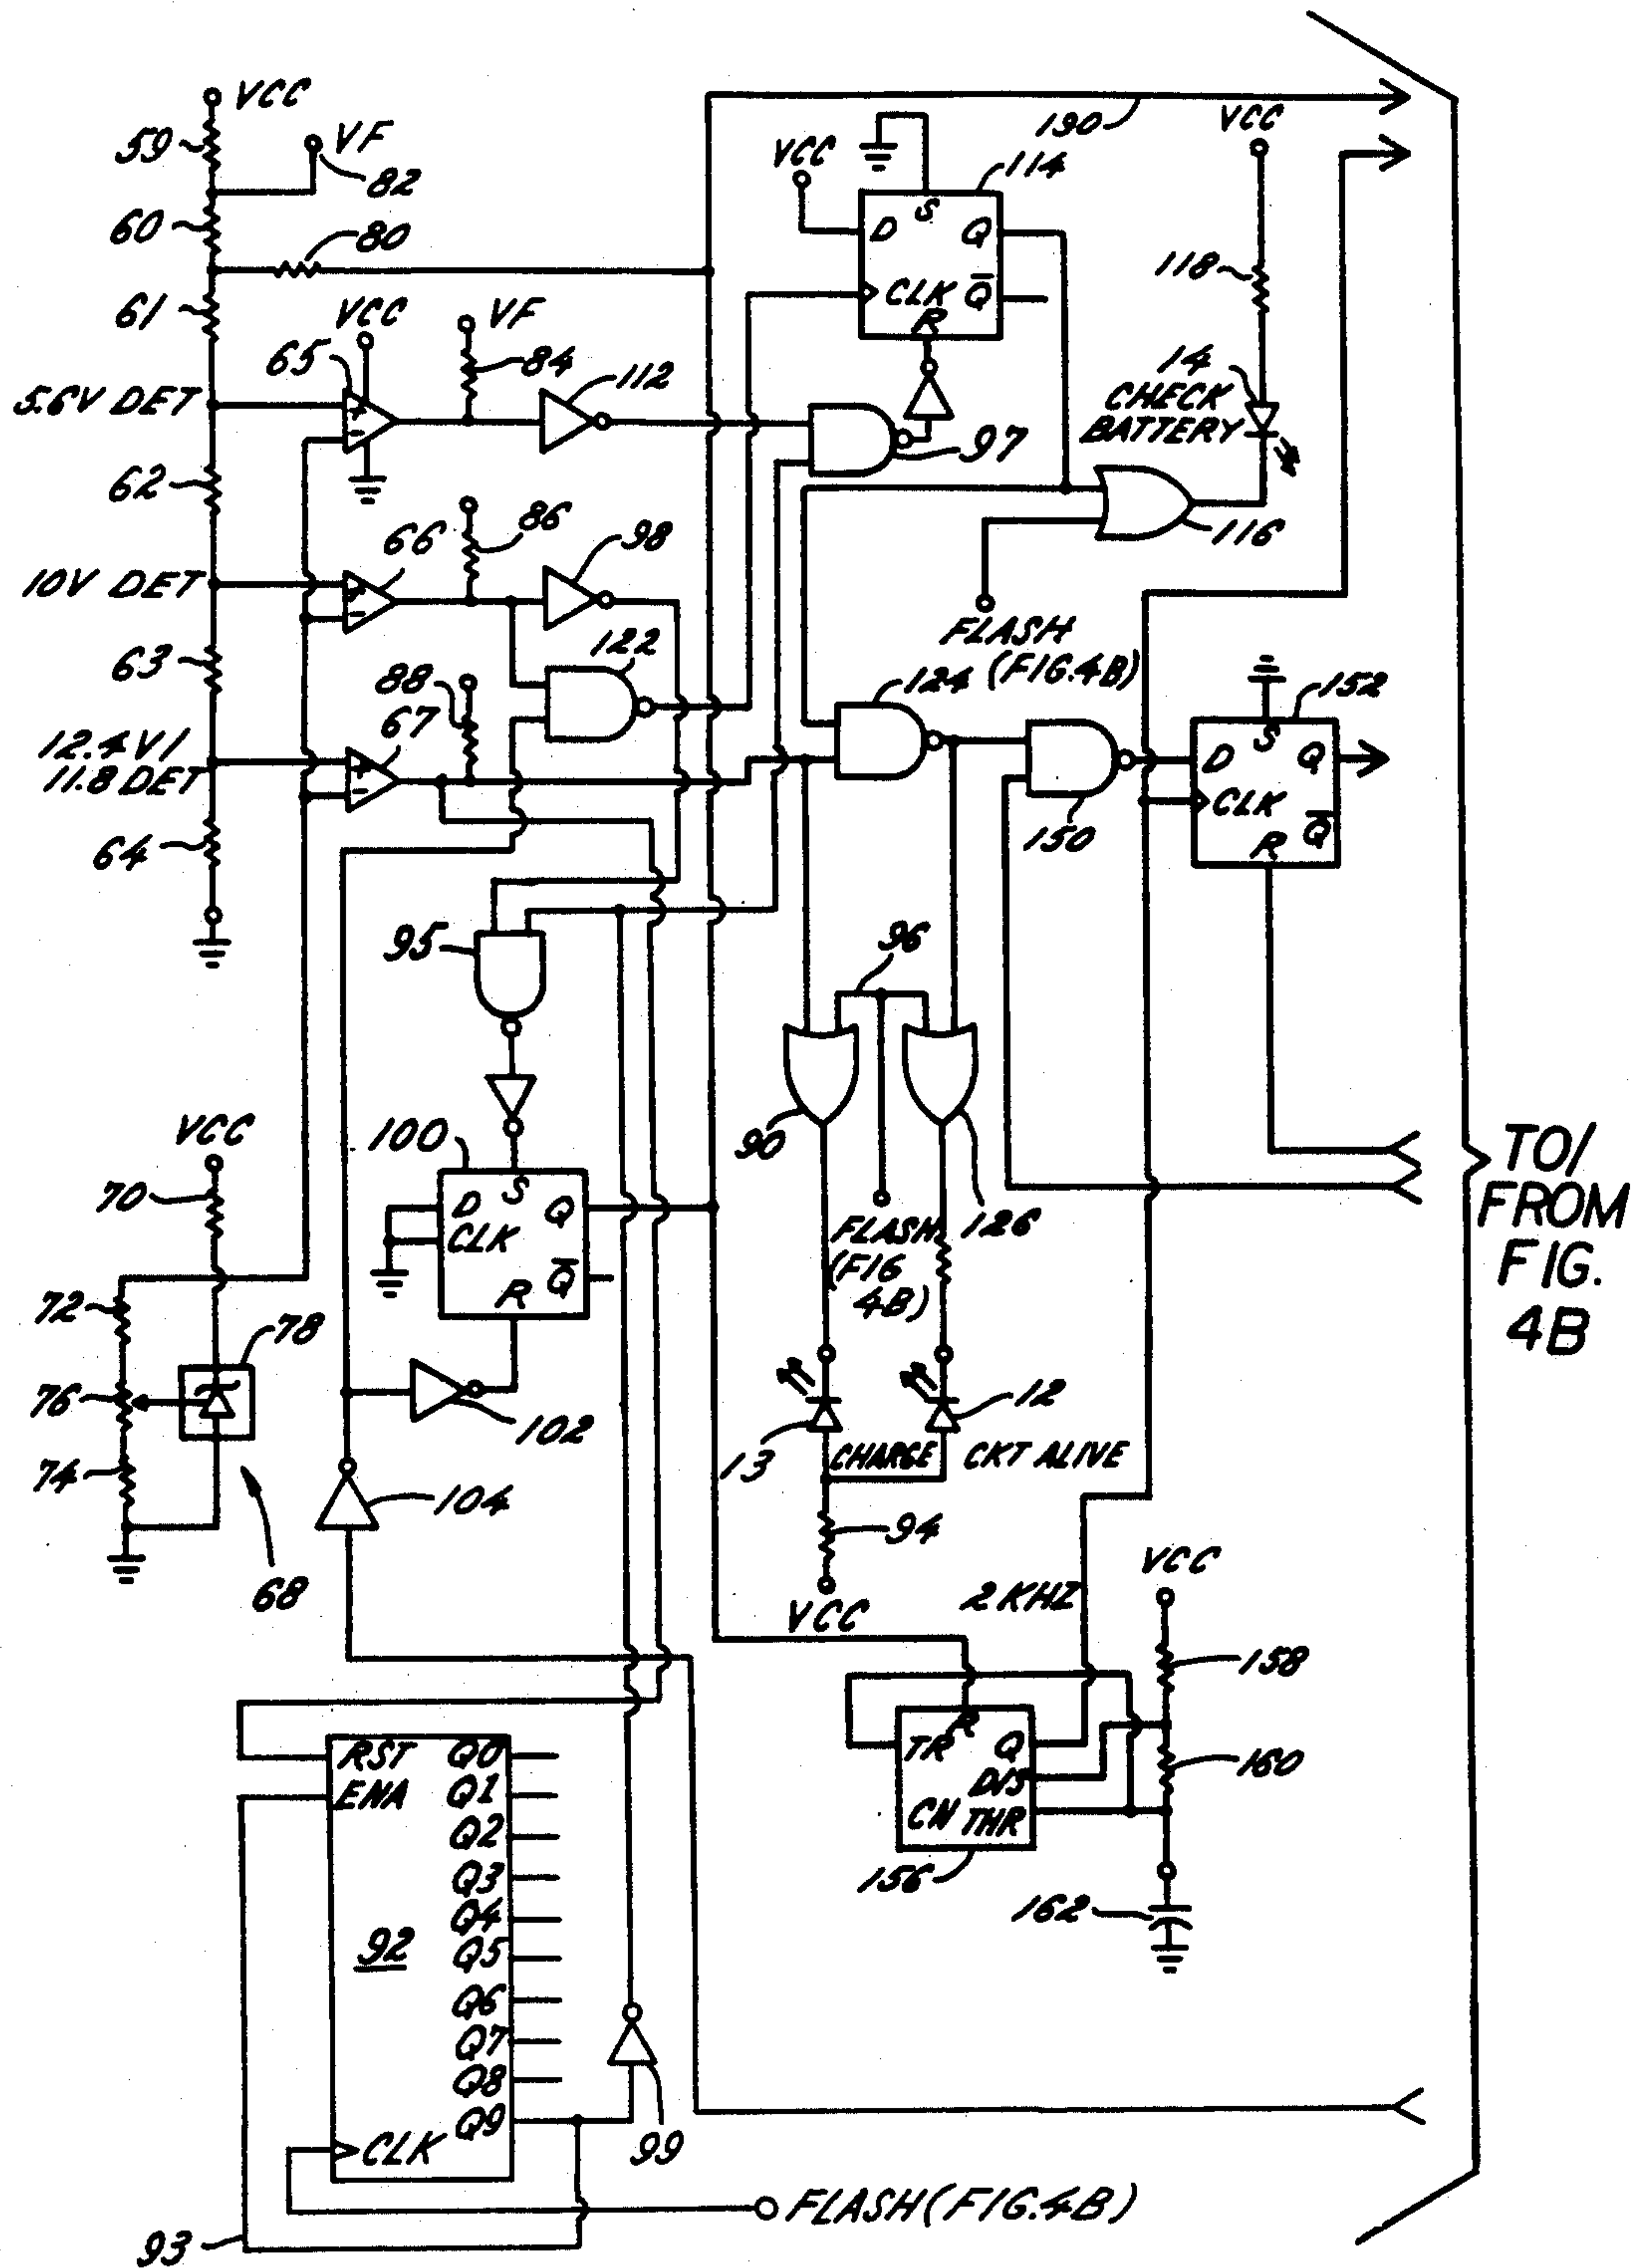 VCC
59
VF
82
60
80
61
VCC
VF
65
84
112
5.6V DET
62
10V DET
66
86
98
122
63
88
67
12.4V/
11.8 DET
64
190
VCC
VCC
114
D
S
Q
CLK
Q
R
118
14
CHECK
BATTERY
97
116
FLASH
(FIG.4B)
124
152
D
S
Q
CLK
Q
R
150
95
96
90
126
FLASH
(FIG
4B)
VCC
70
100
D
S
Q
CLK
Q
R
72
78
76
74
102
104
68
13
CHARGE
12
CKT ALIVE
94
VCC
2 KHZ
VCC
158
160
TR
R
Q
DIS
CN
THR
156
162
RST
ENA
Q0
Q1
Q2
Q3
Q4
Q5
Q6
Q7
Q8
Q9
92
CLK
99
93
FLASH (FIG.4B)
TO/
FROM
FIG.
4B
+
-
+
-
+
-